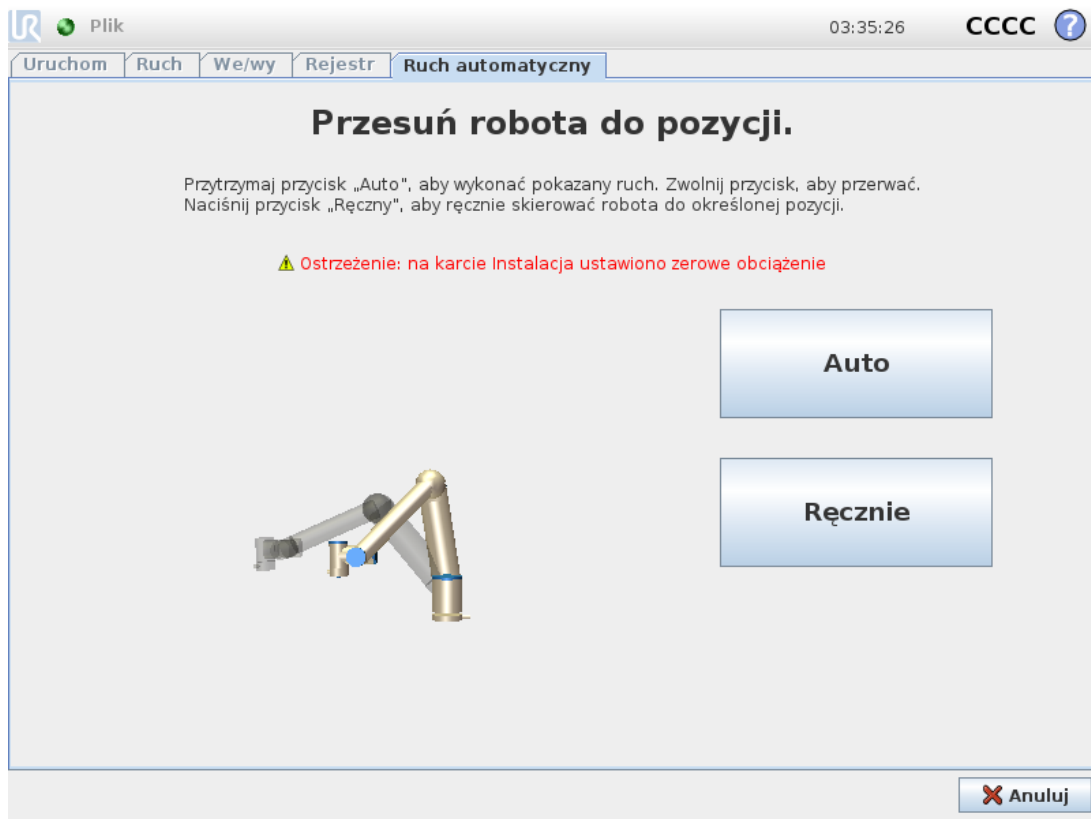 UR Plik 03:35:26 CCCC ?
Uruchom Ruch We/wy Rejestr Ruch automatyczny
Przesuń robota do pozycji.
Przytrzymaj przycisk „Auto", aby wykonać pokazany ruch. Zwolnij przycisk, aby przerwać.
Naciśnij przycisk „Ręczny", aby ręcznie skierować robota do określonej pozycji.
Ostrzeżenie: na karcie Instalacja ustawiono zerowe obciążenie
Auto
Ręcznie
Anuluj